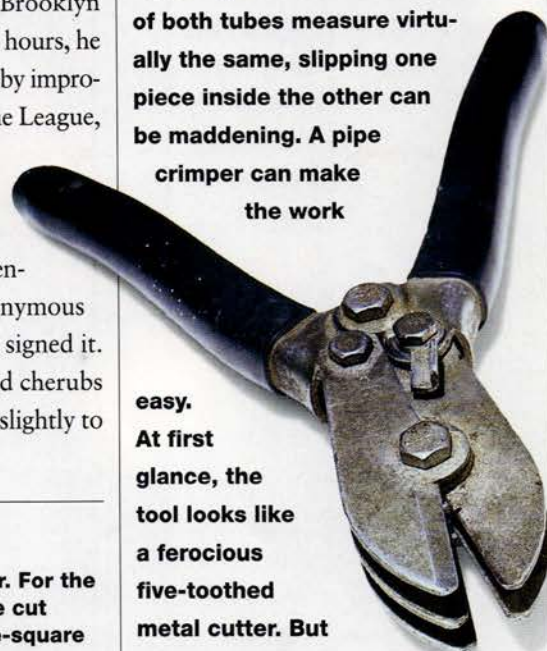 Brooklyn
hours, he
by impro-
ie League,
en-
nymous
signed it.
d cherubs
slightly to
r. For the
e cut
e-square
of both tubes measure virtu-
ally the same, slipping one
piece inside the other can
be maddening. A pipe
crimper can make
the work
easy.
At first
glance, the
tool looks like
a ferocious
five-toothed
metal cutter. But